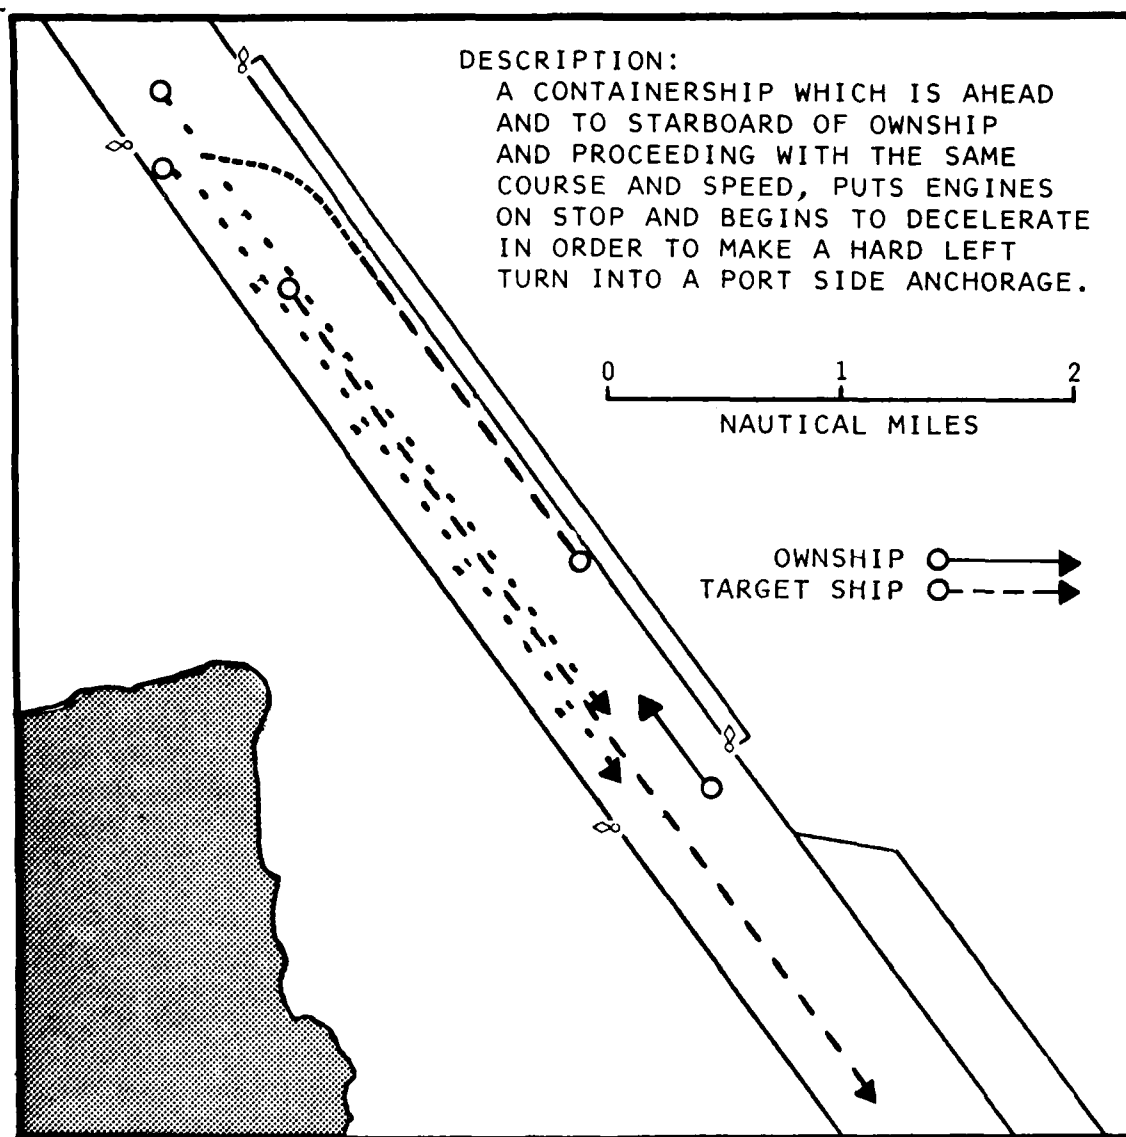 DESCRIPTION:
A CONTAINERSHIP WHICH IS AHEAD
AND TO STARBOARD OF OWNSHIP
AND PROCEEDING WITH THE SAME
COURSE AND SPEED, PUTS ENGINES
ON STOP AND BEGINS TO DECELERATE
IN ORDER TO MAKE A HARD LEFT
TURN INTO A PORT SIDE ANCHORAGE.
0 1 2
NAUTICAL MILES
OWNSHIP
TARGET SHIP